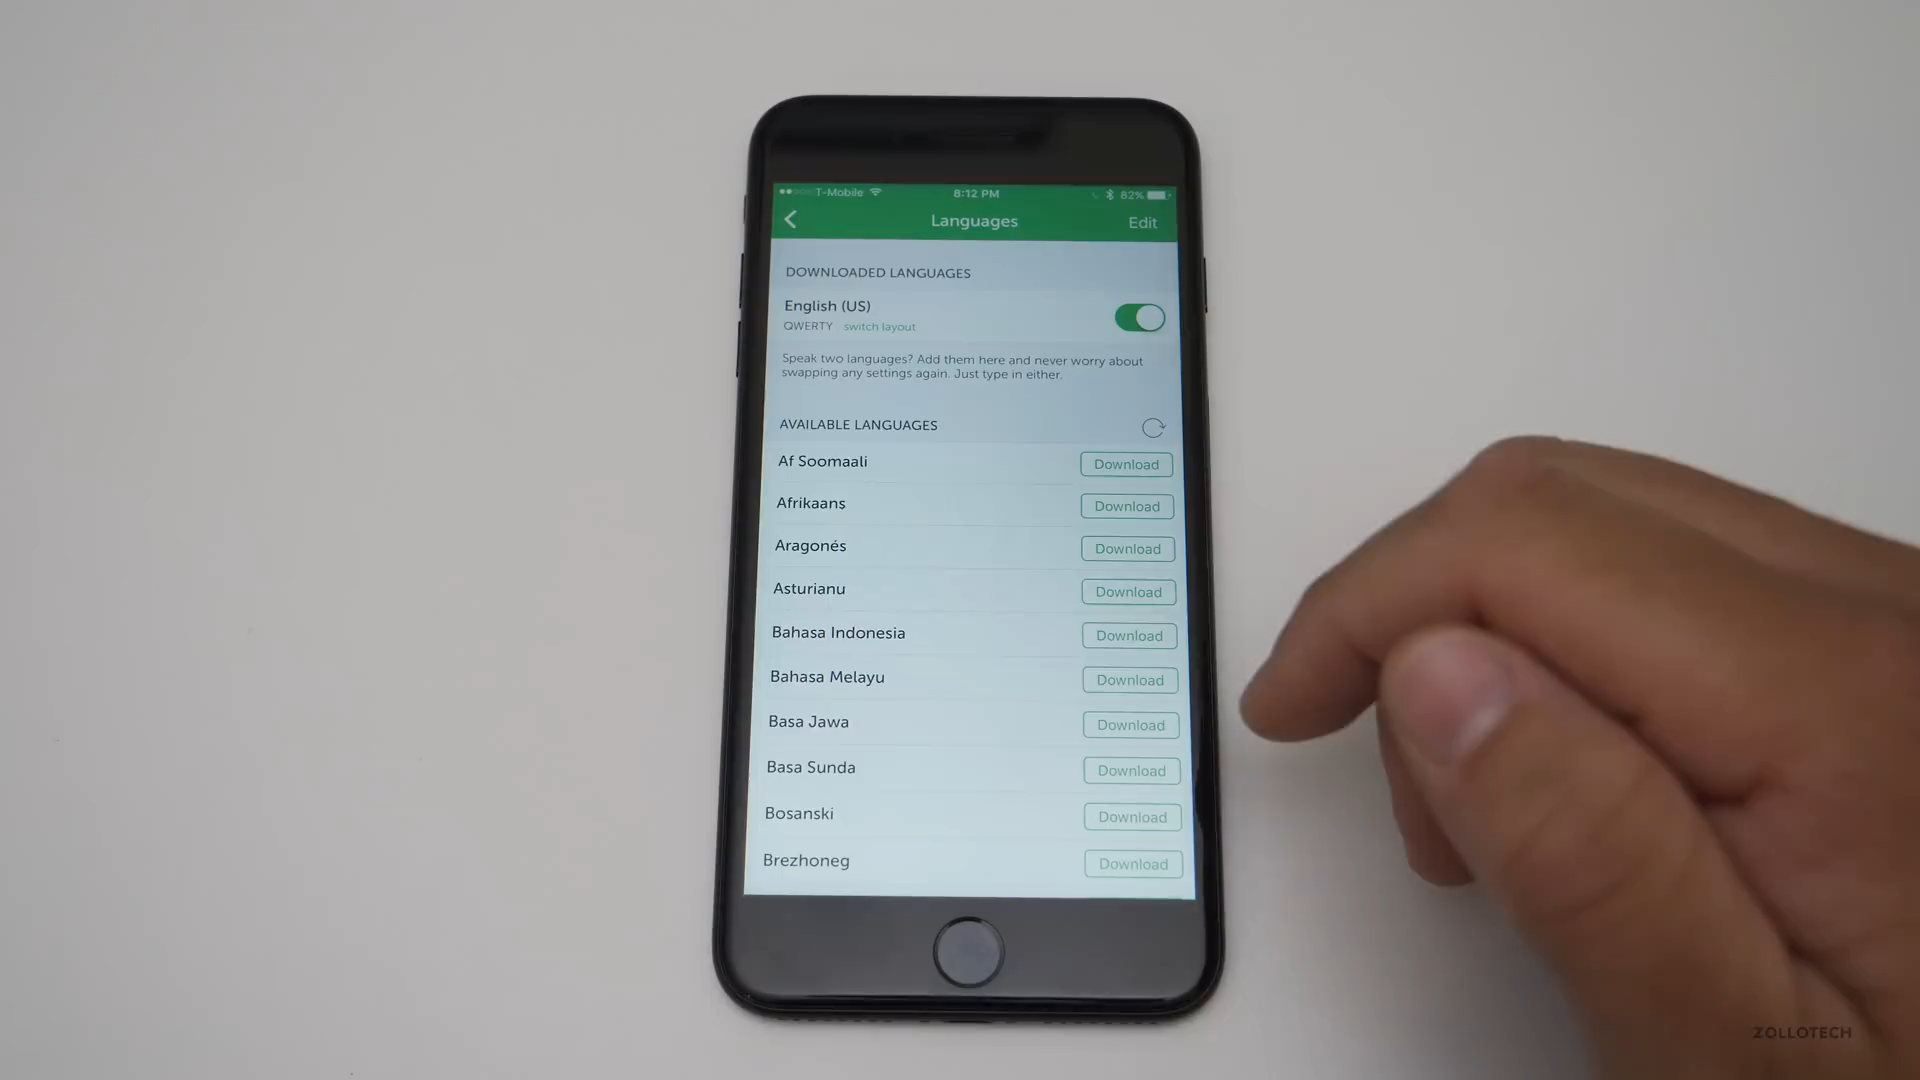 T-Mobile 8:12 PM 82%
Languages Edit
DOWNLOADED LANGUAGES
English (US)
QWERTY switch layout
Speak two languages? Add them here and never worry about
swapping any settings again. Just type in either.
AVAILABLE LANGUAGES
Af Soomaali Download
Afrikaans Download
Aragonés Download
Asturianu Download
Bahasa Indonesia Download
Bahasa Melayu Download
Basa Jawa Download
Basa Sunda Download
Bosanski Download
Brezhoneg Download
ZOLLOTECH